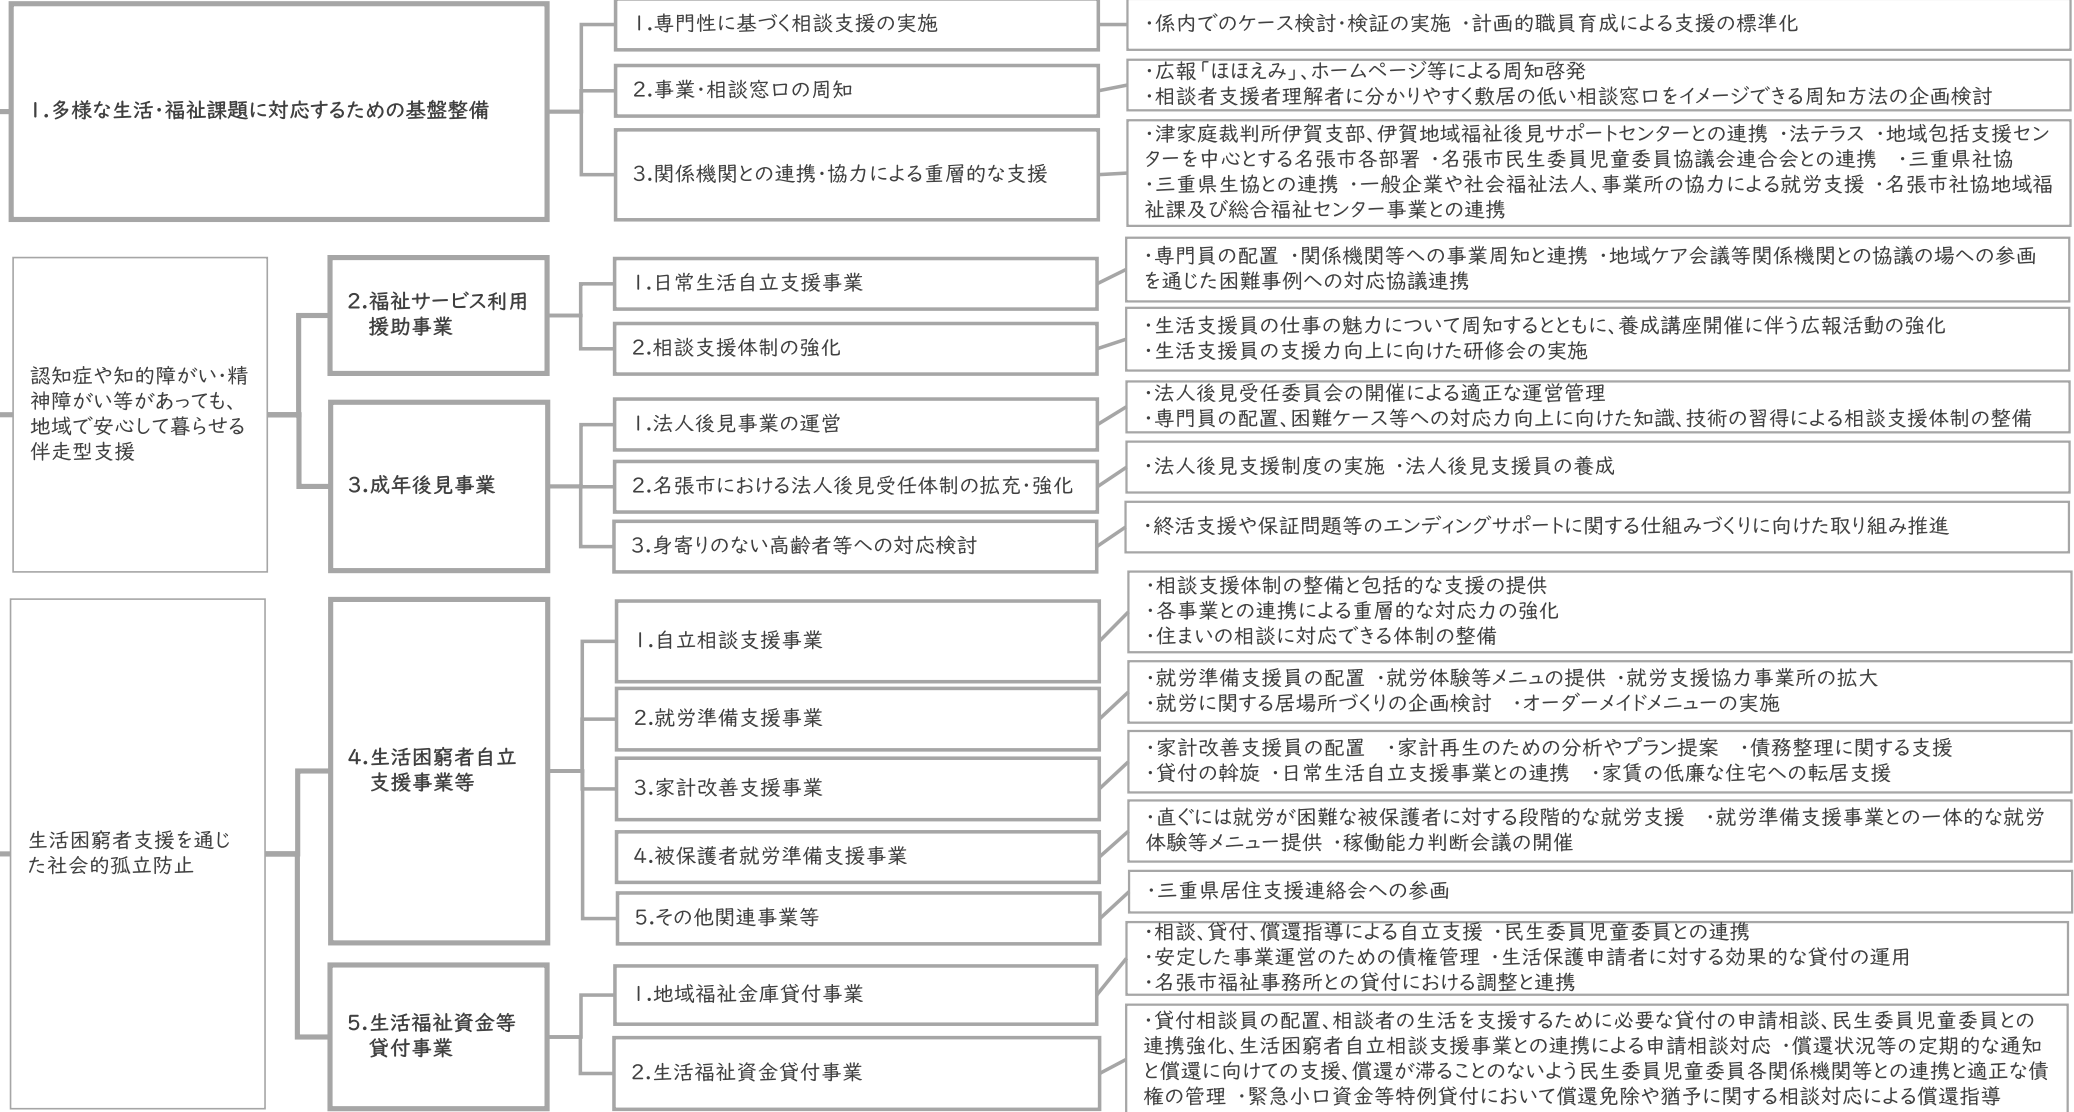 1.多様な生活・福祉課題に対応するための基盤整備
1.専門性に基づく相談支援の実施
・係内でのケース検討・検証の実施 ・計画的職員育成による支援の標準化
2.事業・相談窓口の周知
・広報「ほほえみ」、ホームページ等による周知啓発
・相談者支援者理解者に分かりやすく敷居の低い相談窓口をイメージできる周知方法の企画検討
3.関係機関との連携・協力による重層的な支援
・津家庭裁判所伊賀支部、伊賀地域福祉後見サポートセンターとの連携 ・法テラス ・地域包括支援セン
ターを中心とする名張市各部署 ・名張市民生委員児童委員協議会連合会との連携 ・三重県社協
・三重県生協との連携 ・一般企業や社会福祉法人、事業所の協力による就労支援 ・名張市社協地域福
祉課及び総合福祉センター事業との連携
認知症や知的障がい・精
神障がい等があっても、
地域で安心して暮らせる
伴走型支援
2.福祉サービス利用
援助事業
1.日常生活自立支援事業
・専門員の配置 ・関係機関等への事業周知と連携 ・地域ケア会議等関係機関との協議の場への参画
を通じた困難事例への対応協議連携
2.相談支援体制の強化
・生活支援員の仕事の魅力について周知するとともに、養成講座開催に伴う広報活動の強化
・生活支援員の支援力向上に向けた研修会の実施
3.成年後見事業
1.法人後見事業の運営
・法人後見受任委員会の開催による適正な運営管理
・専門員の配置、困難ケース等への対応力向上に向けた知識、技術の習得による相談支援体制の整備
2.名張市における法人後見受任体制の拡充・強化
・法人後見支援制度の実施 ・法人後見支援員の養成
3.身寄りのない高齢者等への対応検討
・終活支援や保証問題等のエンディングサポートに関する仕組みづくりに向けた取り組み推進
生活困窮者支援を通じ
た社会的孤立防止
4.生活困窮者自立
支援事業等
1.自立相談支援事業
・相談支援体制の整備と包括的な支援の提供
・各事業との連携による重層的な対応力の強化
・住まいの相談に対応できる体制の整備
2.就労準備支援事業
・就労準備支援員の配置 ・就労体験等メニュの提供 ・就労支援協力事業所の拡大
・就労に関する居場所づくりの企画検討 ・オーダーメイドメニューの実施
3.家計改善支援事業
・家計改善支援員の配置 ・家計再生のための分析やプラン提案 ・債務整理に関する支援
・貸付の斡旋 ・日常生活自立支援事業との連携 ・家賃の低廉な住宅への転居支援
4.被保護者就労準備支援事業
・直ぐには就労が困難な被保護者に対する段階的な就労支援 ・就労準備支援事業との一体的な就労
体験等メニュー提供 ・稼働能力判断会議の開催
5.その他関連事業等
・三重県居住支援連絡会への参画
5.生活福祉資金等
貸付事業
1.地域福祉金庫貸付事業
・相談、貸付、償還指導による自立支援 ・民生委員児童委員との連携
・安定した事業運営のための債権管理 ・生活保護申請者に対する効果的な貸付の運用
・名張市福祉事務所との貸付における調整と連携
2.生活福祉資金貸付事業
・貸付相談員の配置、相談者の生活を支援するために必要な貸付の申請相談、民生委員児童委員との
連携強化、生活困窮者自立相談支援事業との連携による申請相談対応 ・償還状況等の定期的な通知
と償還に向けての支援、償還が滞ることのないよう民生委員児童委員各関係機関等との連携と適正な債
権の管理 ・緊急小口資金等特例貸付において償還免除や猶予に関する相談対応による償還指導